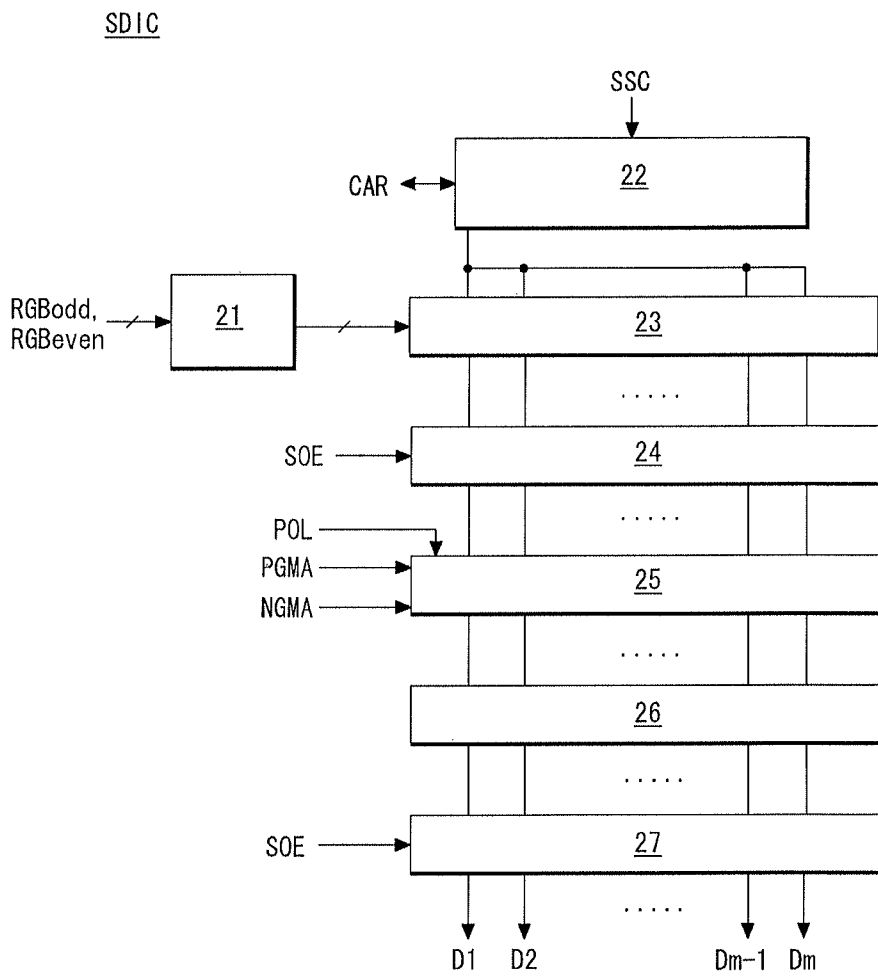 SDIC
SSC
22
CAR
RGBodd,
RGBeven
21
23
.....
SOE
24
.....
POL
PGMA
NGMA
25
.....
26
.....
SOE
27
.....
D1
D2
Dm-1
Dm